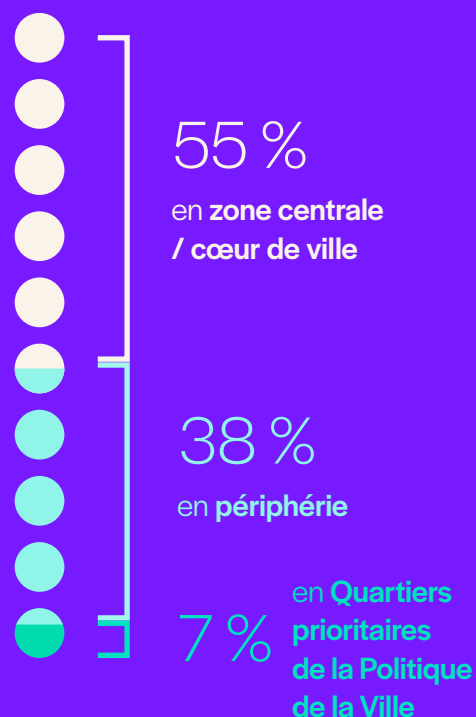 55 %
en zone centrale
/ cœur de ville
38 %
en périphérie
7 %
en Quartiers
prioritaires
de la Politique
de la Ville